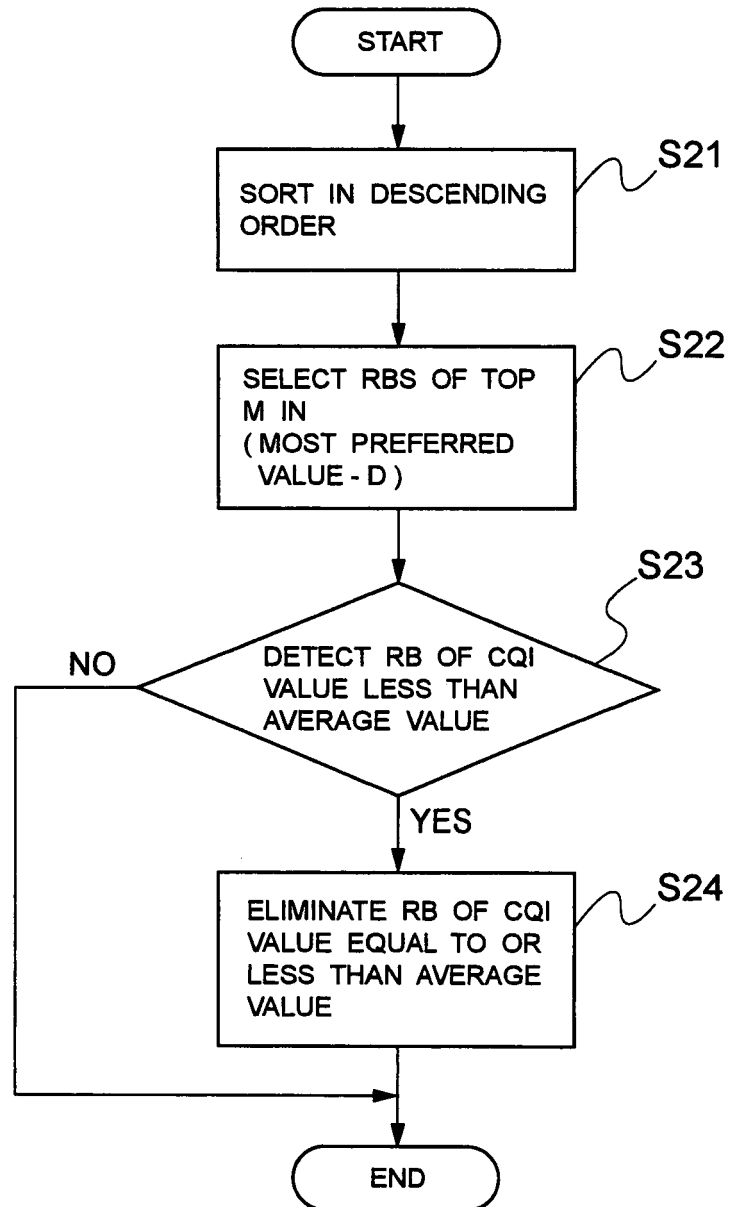 START
S21
SORT IN DESCENDING
ORDER
S22
SELECT RBS OF TOP
M IN
(MOST PREFERRED
VALUE - D)
S23
DETECT RB OF CQI
VALUE LESS THAN
AVERAGE VALUE
NO
YES
S24
ELIMINATE RB OF CQI
VALUE EQUAL TO OR
LESS THAN AVERAGE
VALUE
END